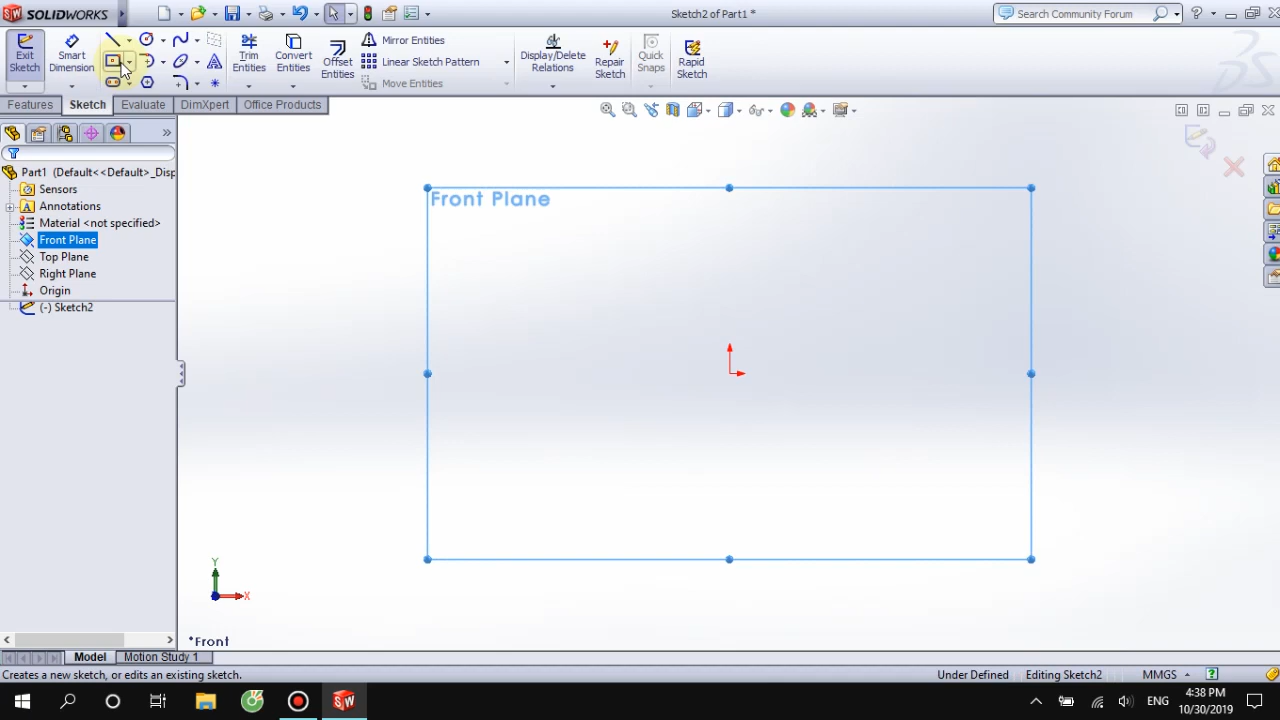 SOLIDWORKS
Sketch2 of Part1 *
Search Community Forum
Exit Sketch
Smart Dimension
Trim Entities
Convert Entities
Offset Entities
Mirror Entities
Linear Sketch Pattern
Move Entities
Display/Delete Relations
Repair Sketch
Quick Snaps
Rapid Sketch
Features
Sketch
Evaluate
DimXpert
Office Products
Part1 (Default<<Default>_Disp
Sensors
Annotations
Material <not specified>
Front Plane
Top Plane
Right Plane
Origin
(-) Sketch2
Front Plane
Y
X
*Front
Model
Motion Study 1
Creates a new sketch, or edits an existing sketch.
Under Defined
Editing Sketch2
MMGS
ENG
4:38 PM
10/30/2019